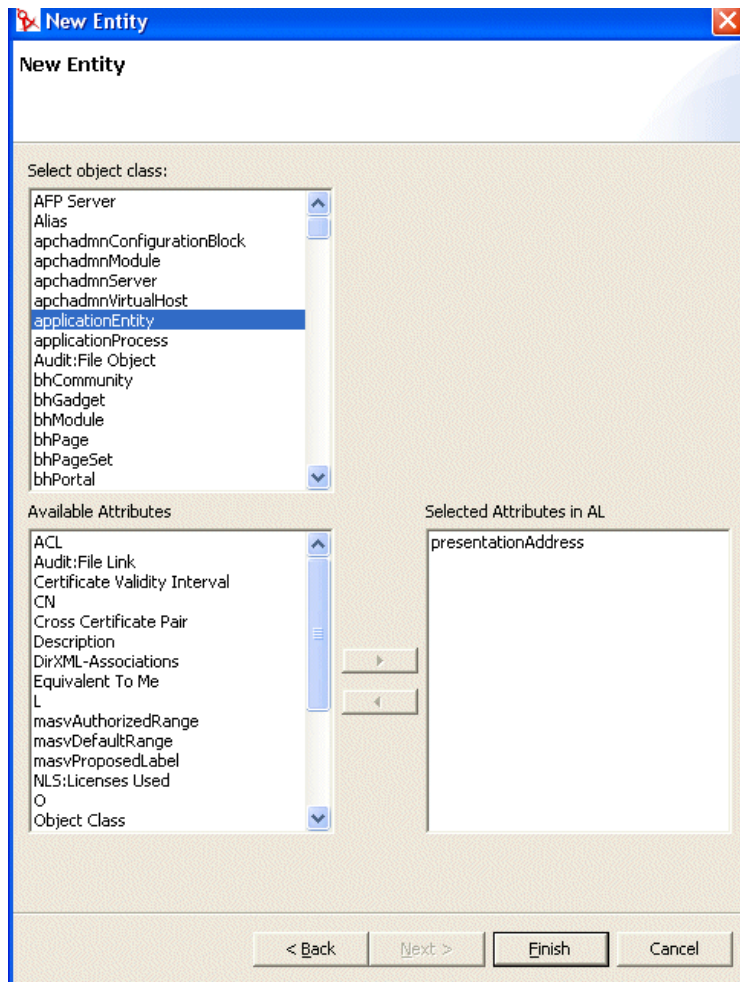 New Entity
New Entity
Select object class:
AFP Server
Alias
apchadmnConfigurationBlock
apchadmnModule
apchadmnServer
apchadmnVirtualHost
applicationEntity
applicationProcess
Audit:File Object
bhCommunity
bhGadget
bhModule
bhPage
bhPageSet
bhPortal
Available Attributes
Selected Attributes in AL
ACL
presentationAddress
Audit:File Link
Certificate Validity Interval
CN
Cross Certificate Pair
Description
DirXML-Associations
Equivalent To Me
L
masvAuthorizedRange
masvDefaultRange
masvProposedLabel
NLS:Licenses Used
O
Object Class
< Back
Next >
Finish
Cancel